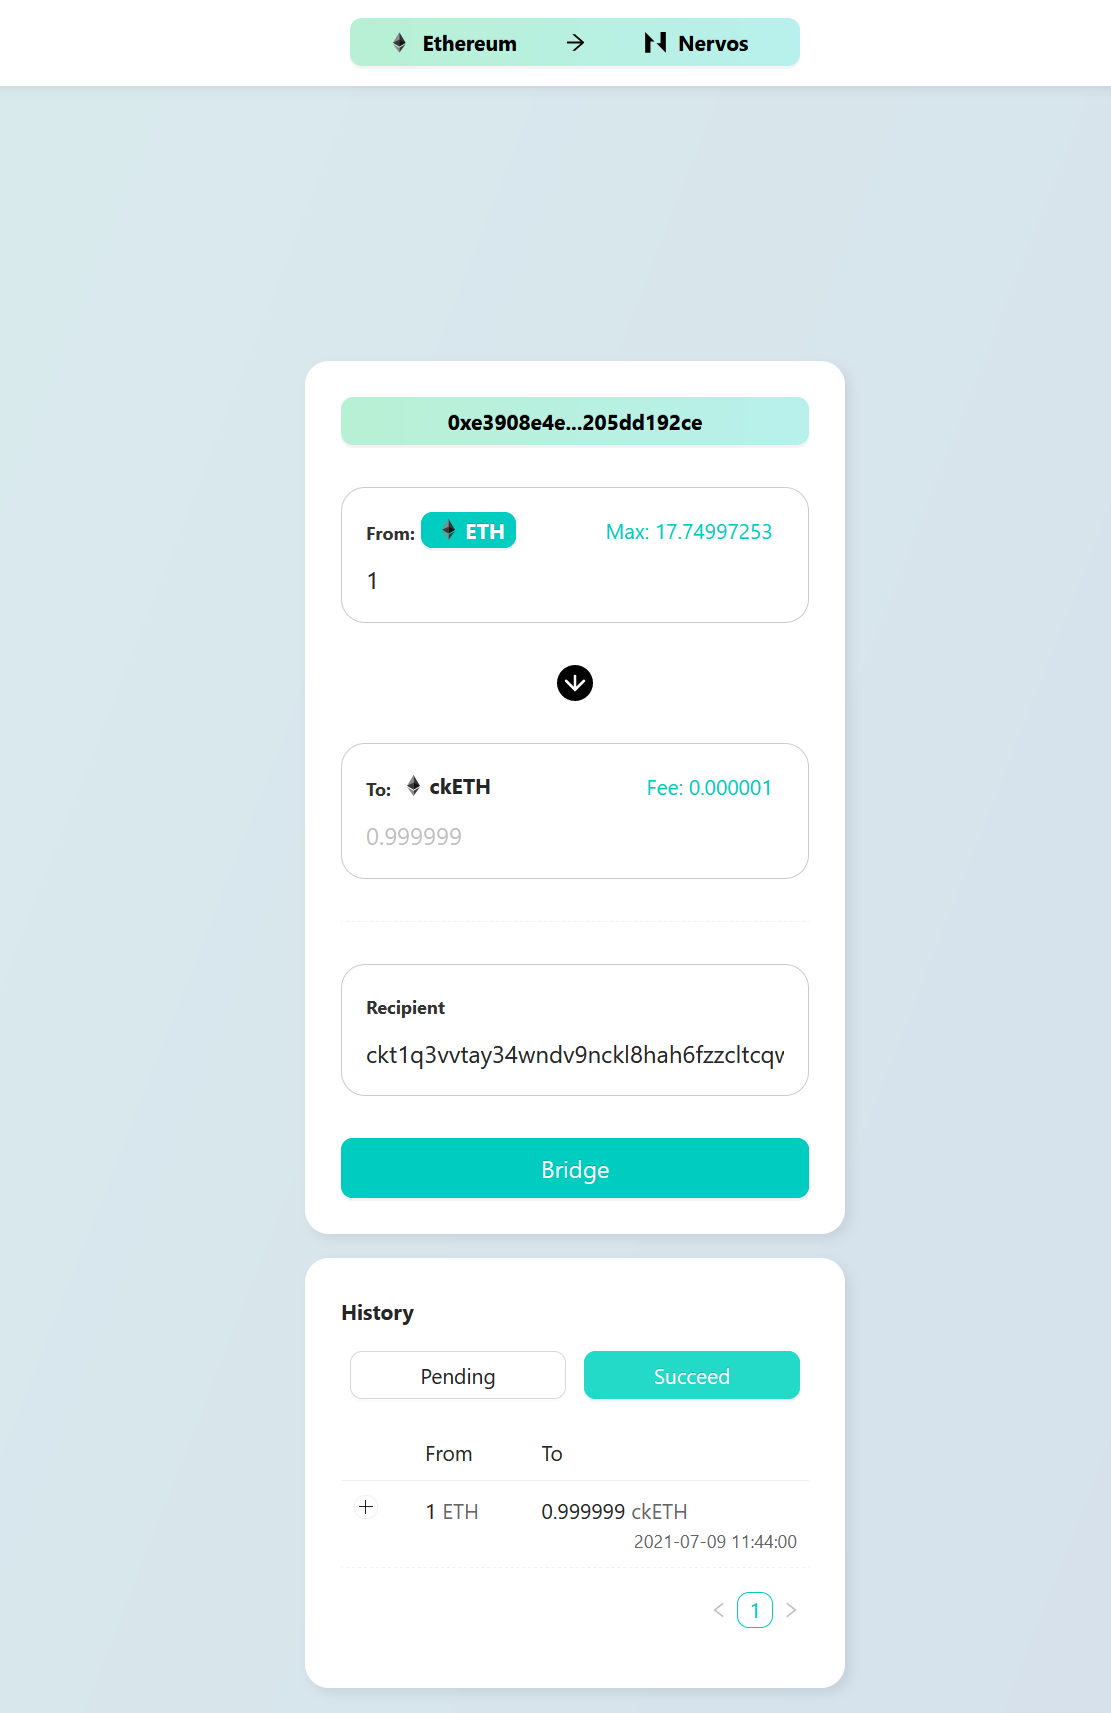 Ethereum → Nervos
0xe3908e4e...205dd192ce
From: ETH Max: 17.74997253
1
To: ckETH Fee: 0.000001
0.999999
Recipient
ckt1q3vvtay34wndv9nckl8hah6fzzcltcqv
Bridge
History
Pending Succeed
From To
1 ETH 0.999999 ckETH
2021-07-09 11:44:00
< 1 >